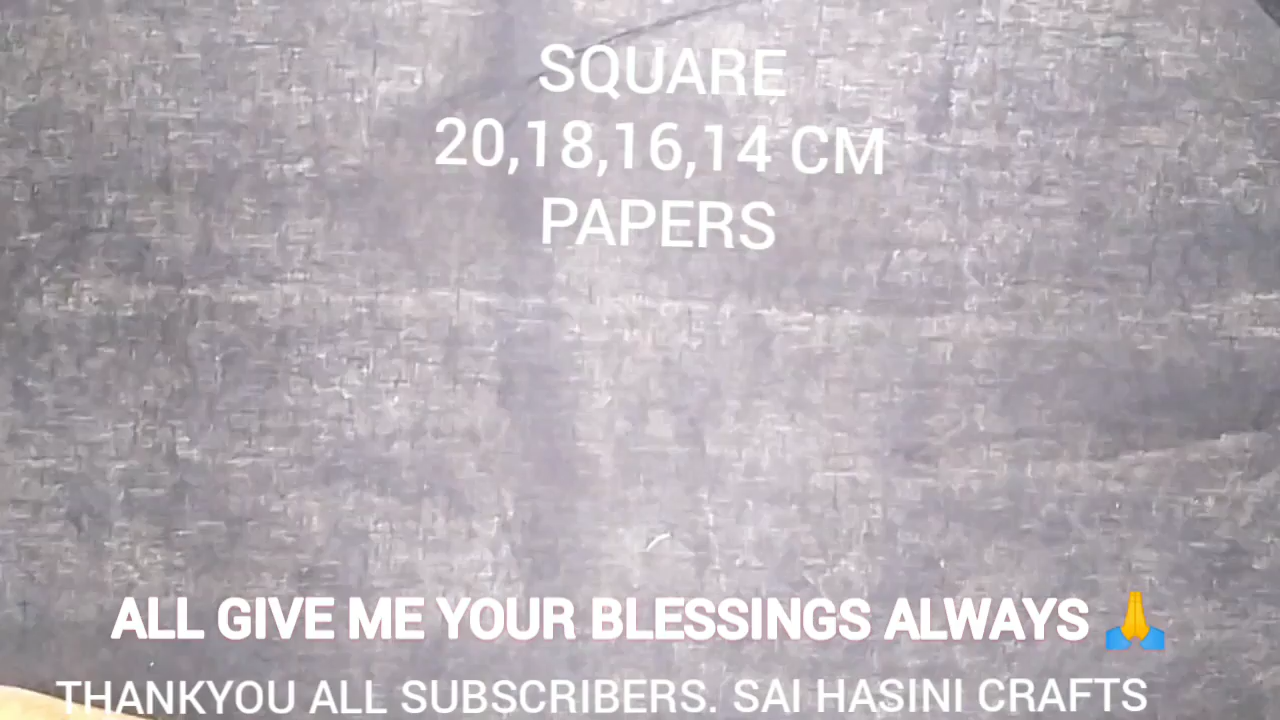 SQUARE
20,18,16,14 CM
PAPERS
ALL GIVE ME YOUR BLESSINGS ALWAYS 🙏
THANKYOU ALL SUBSCRIBERS. SAI HASINI CRAFTS